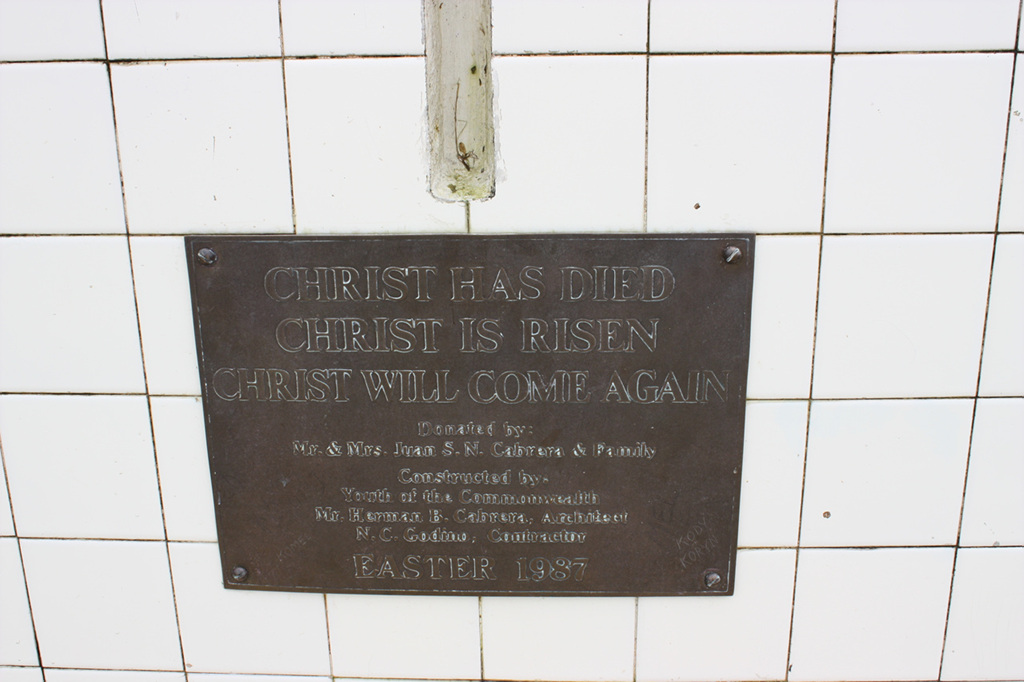 CHRIST HAS DIED
CHRIST IS RISEN
CHRIST WILL COME AGAIN
Donated by:
Mr. & Mrs. Juan S. N. Cabrera & Family
Constructed by:
Youth of the Commonwealth
Mr. Herman B. Cabrera, Architect
N. C. Godino, Contractor
EASTER 1987